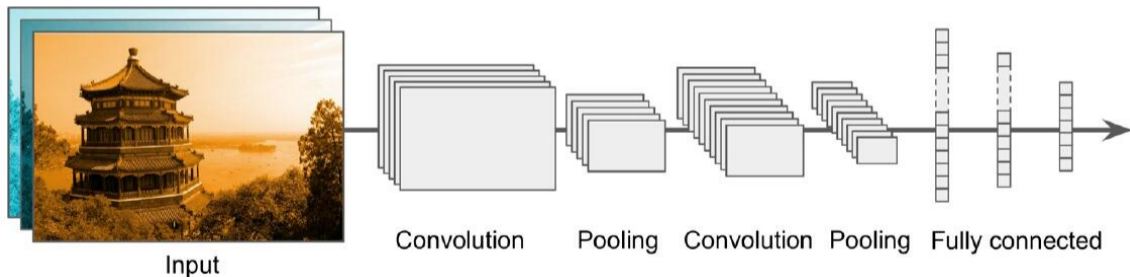 Convolution
Pooling
Convolution
Pooling
Fully connected
Input